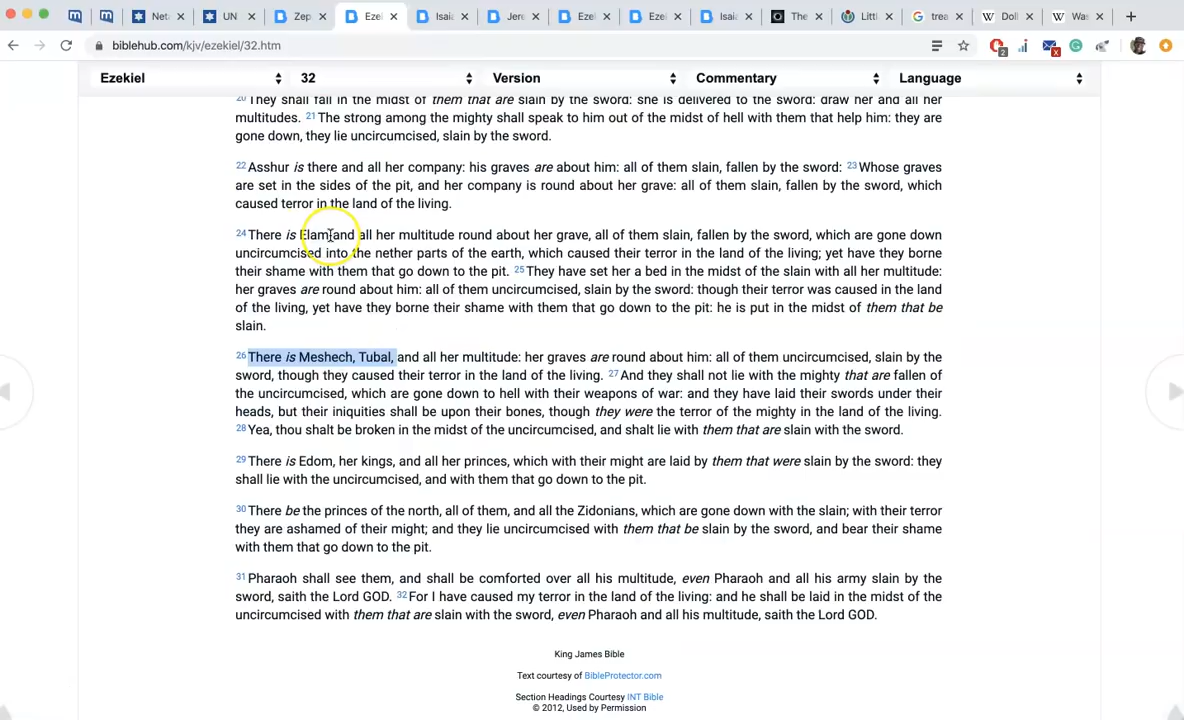 Neta
UN
Zep
Ezel
Isaia
Jere
Ezel
Ezel
Isaia
The
Littl
trea
Doll
Was
biblehub.com/kjv/ezekiel/32.htm
2
x
Ezekiel 32 Version Commentary Language
20They shall fall in the midst of them that are slain by the sword: she is delivered to the sword: draw her and all her
multitudes. 21The strong among the mighty shall speak to him out of the midst of hell with them that help him: they are
gone down, they lie uncircumcised, slain by the sword.
22Asshur is there and all her company: his graves are about him: all of them slain, fallen by the sword: 23Whose graves
are set in the sides of the pit, and her company is round about her grave: all of them slain, fallen by the sword, which
caused terror in the land of the living.
24There is Elam and all her multitude round about her grave, all of them slain, fallen by the sword, which are gone down
uncircumcised into the nether parts of the earth, which caused their terror in the land of the living; yet have they borne
their shame with them that go down to the pit. 25They have set her a bed in the midst of the slain with all her multitude:
her graves are round about him: all of them uncircumcised, slain by the sword: though their terror was caused in the land
of the living, yet have they borne their shame with them that go down to the pit: he is put in the midst of them that be
slain.
26There is Meshech, Tubal, and all her multitude: her graves are round about him: all of them uncircumcised, slain by the
sword, though they caused their terror in the land of the living. 27And they shall not lie with the mighty that are fallen of
the uncircumcised, which are gone down to hell with their weapons of war: and they have laid their swords under their
heads, but their iniquities shall be upon their bones, though they were the terror of the mighty in the land of the living.
28Yea, thou shalt be broken in the midst of the uncircumcised, and shalt lie with them that are slain with the sword.
29There is Edom, her kings, and all her princes, which with their might are laid by them that were slain by the sword: they
shall lie with the uncircumcised, and with them that go down to the pit.
30There be the princes of the north, all of them, and all the Zidonians, which are gone down with the slain; with their terror
they are ashamed of their might; and they lie uncircumcised with them that be slain by the sword, and bear their shame
with them that go down to the pit.
31Pharaoh shall see them, and shall be comforted over all his multitude, even Pharaoh and all his army slain by the
sword, saith the Lord GOD. 32For I have caused my terror in the land of the living: and he shall be laid in the midst of the
uncircumcised with them that are slain with the sword, even Pharaoh and all his multitude, saith the Lord GOD.
King James Bible
Text courtesy of BibleProtector.com
Section Headings Courtesy INT Bible
© 2012, Used by Permission